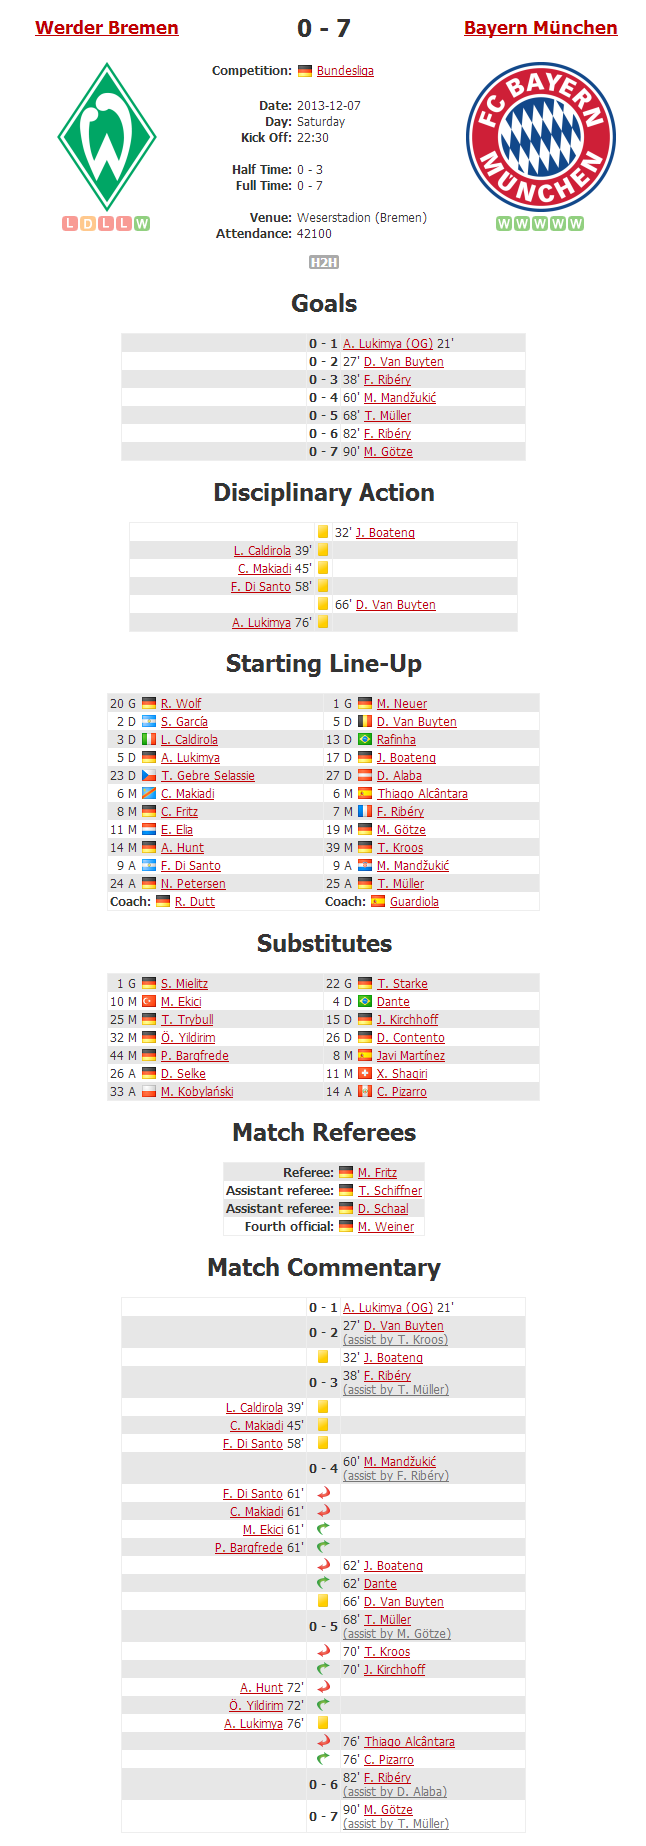 Werder Bremen 0 - 7 Bayern München
Competition: Bundesliga
Date: 2013-12-07
Day: Saturday
Kick Off: 22:30
Half Time: 0 - 3
Full Time: 0 - 7
Venue: Weserstadion (Bremen)
Attendance: 42100
FC BAYERN
MÜNCHEN
L D L L W
W W W W W
H2H
Goals
0 - 1 A. Lukimya (OG) 21'
0 - 2 27' D. Van Buyten
0 - 3 38' F. Ribéry
0 - 4 60' M. Mandžukić
0 - 5 68' T. Müller
0 - 6 82' F. Ribéry
0 - 7 90' M. Götze
Disciplinary Action
32' J. Boateng
L. Caldirola 39'
C. Makiadi 45'
F. Di Santo 58'
66' D. Van Buyten
A. Lukimya 76'
Starting Line-Up
20 G R. Wolf 1 G M. Neuer
2 D S. García 5 D D. Van Buyten
3 D L. Caldirola 13 D Rafinha
5 D A. Lukimya 17 D J. Boateng
23 D T. Gebre Selassie 27 D D. Alaba
6 M C. Makiadi 6 M Thiago Alcântara
8 M C. Fritz 7 M F. Ribéry
11 M E. Elia 19 M M. Götze
14 M A. Hunt 39 M T. Kroos
9 A F. Di Santo 9 A M. Mandžukić
24 A N. Petersen 25 A T. Müller
Coach: R. Dutt Coach: Guardiola
Substitutes
1 G S. Mielitz 22 G T. Starke
10 M M. Ekici 4 D Dante
25 M T. Trybull 15 D J. Kirchhoff
32 M Ö. Yildirim 26 D D. Contento
44 M P. Bargfrede 8 M Javi Martínez
26 A D. Selke 11 M X. Shaqiri
33 A M. Kobylański 14 A C. Pizarro
Match Referees
Referee: M. Fritz
Assistant referee: T. Schiffner
Assistant referee: D. Schaal
Fourth official: M. Weiner
Match Commentary
0 - 1 A. Lukimya (OG) 21'
0 - 2 27' D. Van Buyten
(assist by T. Kroos)
32' J. Boateng
0 - 3 38' F. Ribéry
(assist by T. Müller)
L. Caldirola 39'
C. Makiadi 45'
F. Di Santo 58'
0 - 4 60' M. Mandžukić
(assist by F. Ribéry)
F. Di Santo 61'
C. Makiadi 61'
M. Ekici 61'
P. Bargfrede 61'
62' J. Boateng
62' Dante
66' D. Van Buyten
0 - 5 68' T. Müller
(assist by M. Götze)
70' T. Kroos
70' J. Kirchhoff
A. Hunt 72'
Ö. Yildirim 72'
A. Lukimya 76'
76' Thiago Alcântara
76' C. Pizarro
0 - 6 82' F. Ribéry
(assist by D. Alaba)
0 - 7 90' M. Götze
(assist by T. Müller)